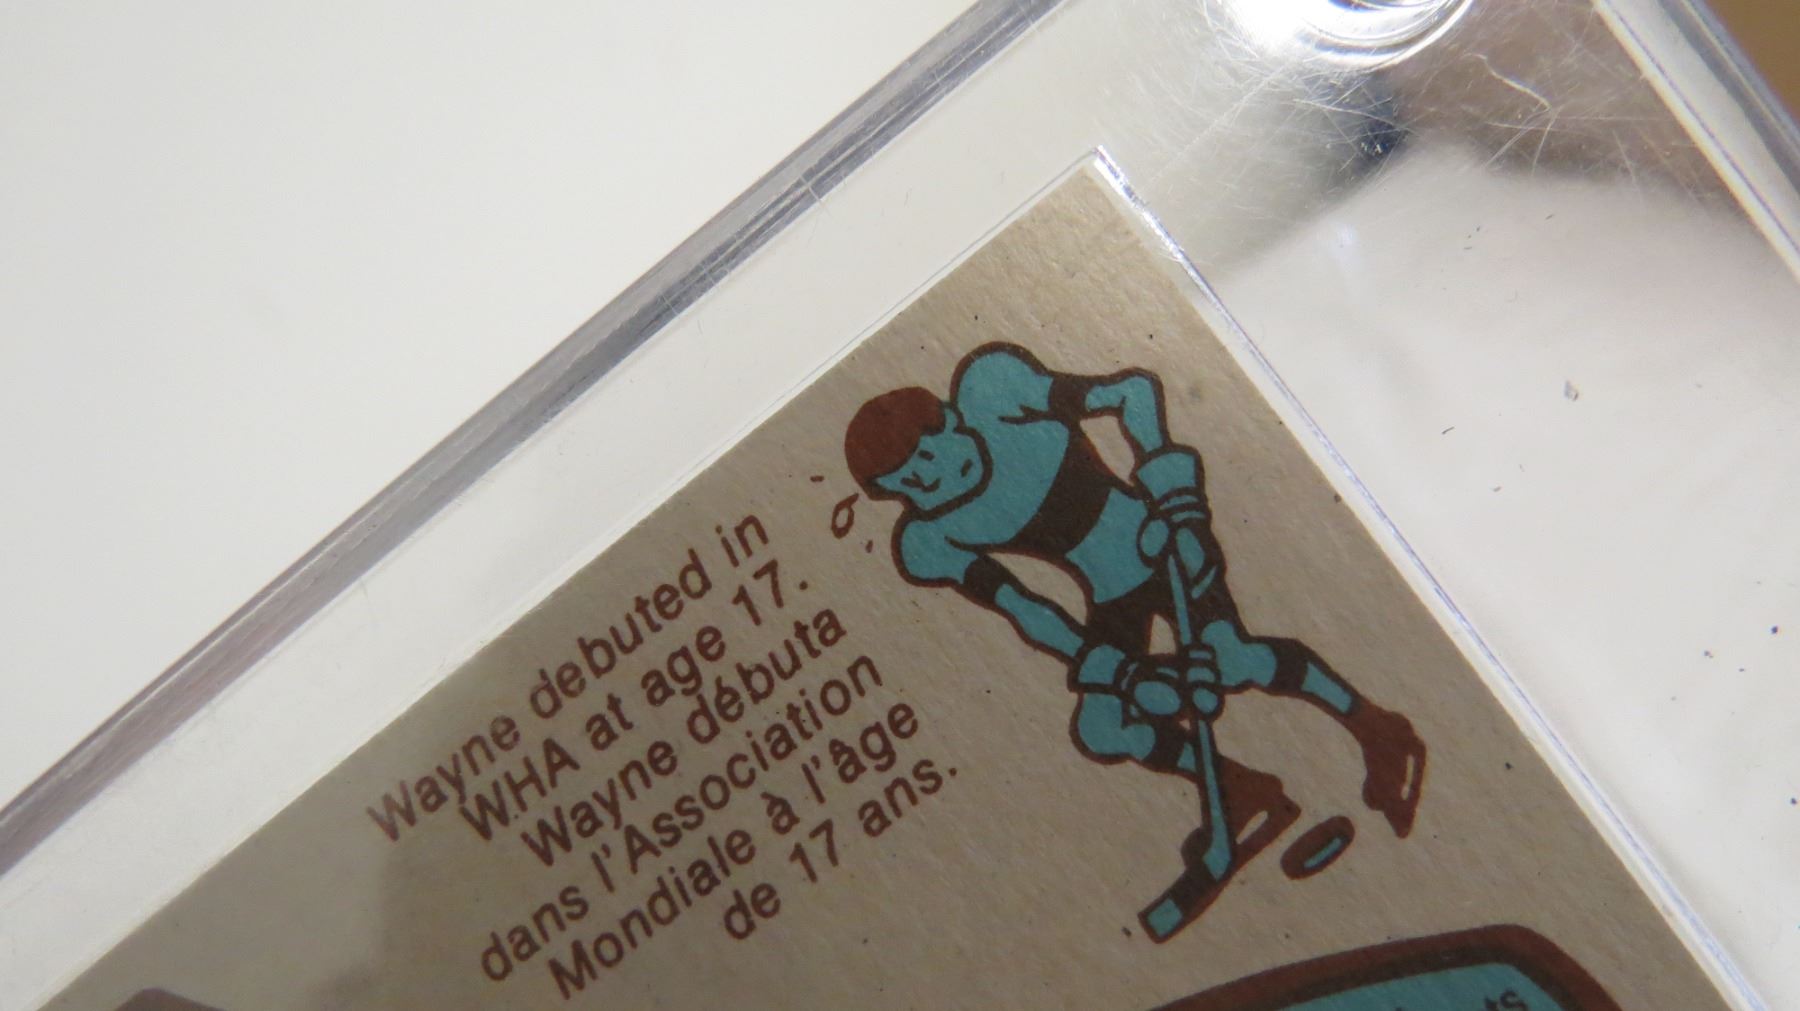 Wayne debuted in
WHA at age 17.
Wayne débuta
dans l'Association
Mondiale à l'âge
de 17 ans.